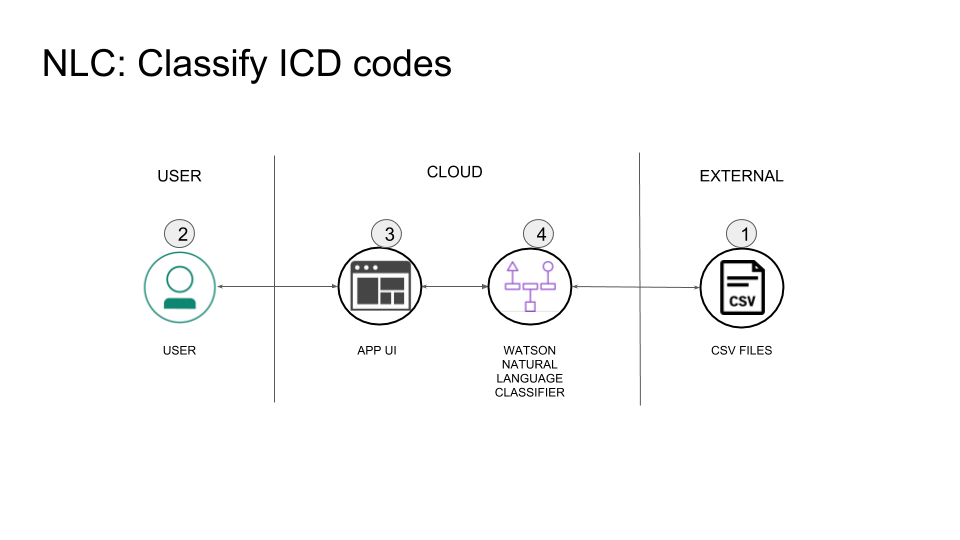 NLC: Classify ICD codes
USER
CLOUD
EXTERNAL
2
3
4
1
CSV
USER
APP UI
WATSON
NATURAL
LANGUAGE
CLASSIFIER
CSV FILES